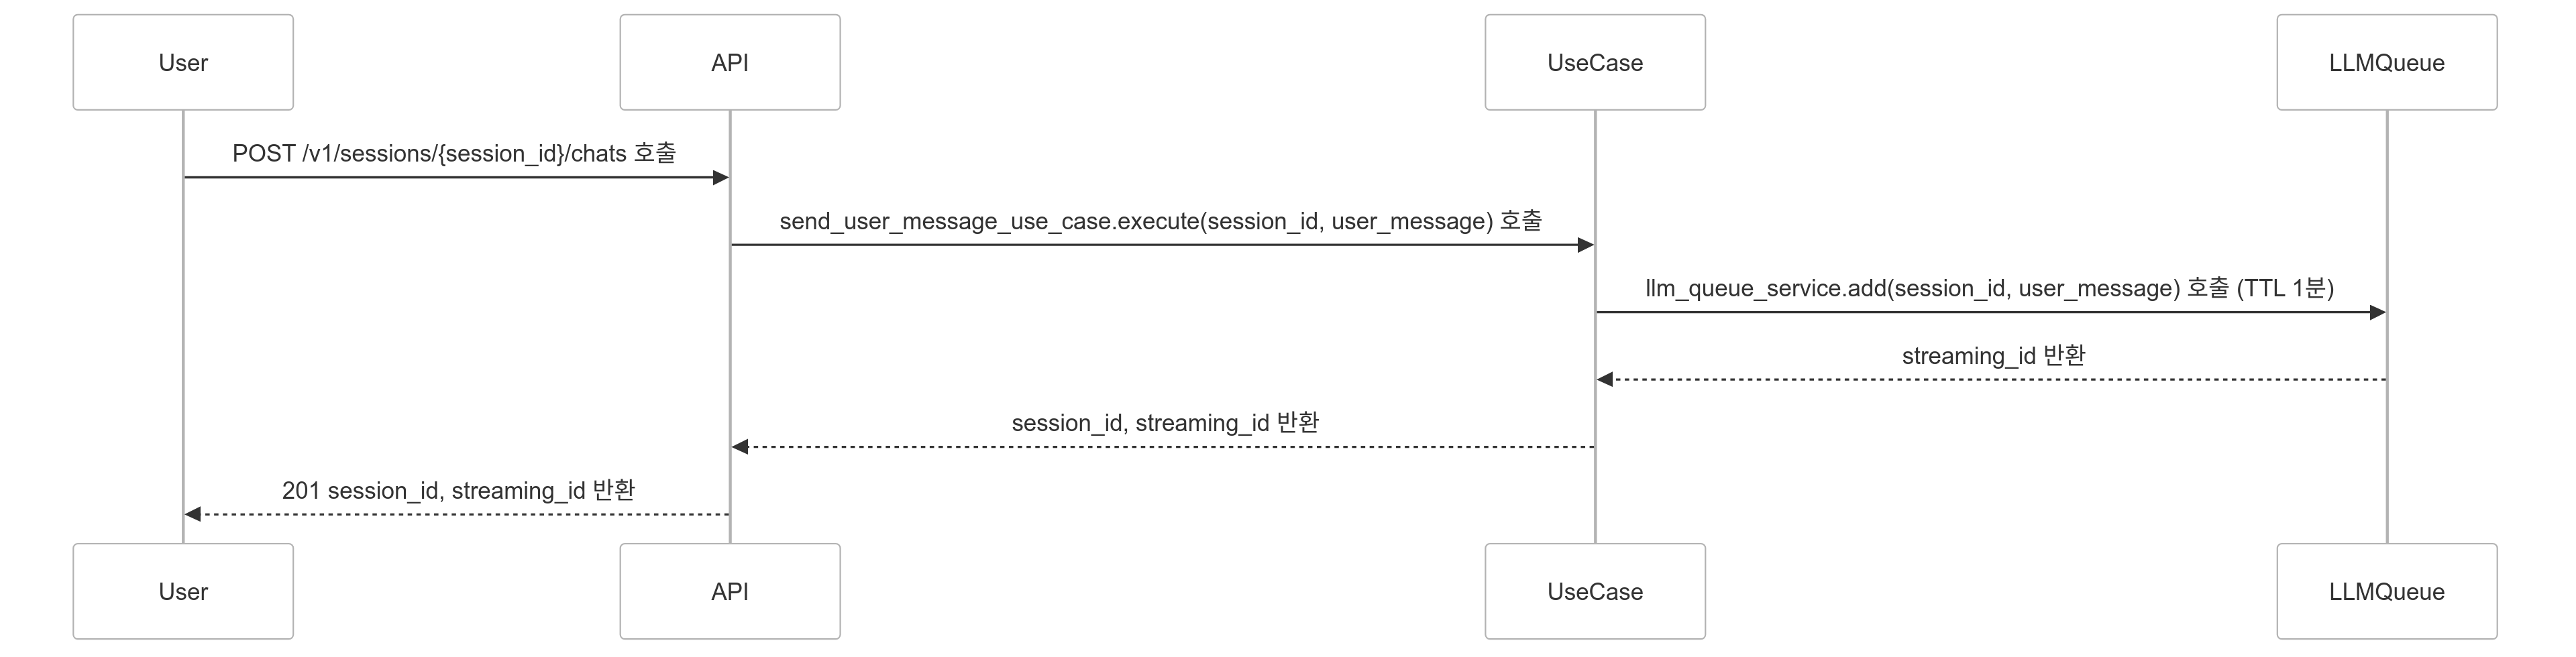 User
API
UseCase
LLMQueue
POST /v1/sessions/{session_id}/chats 호출
send_user_message_use_case.execute(session_id, user_message) 호출
llm_queue_service.add(session_id, user_message) 호출 (TTL 1분)
streaming_id 반환
session_id, streaming_id 반환
201 session_id, streaming_id 반환
User
API
UseCase
LLMQueue